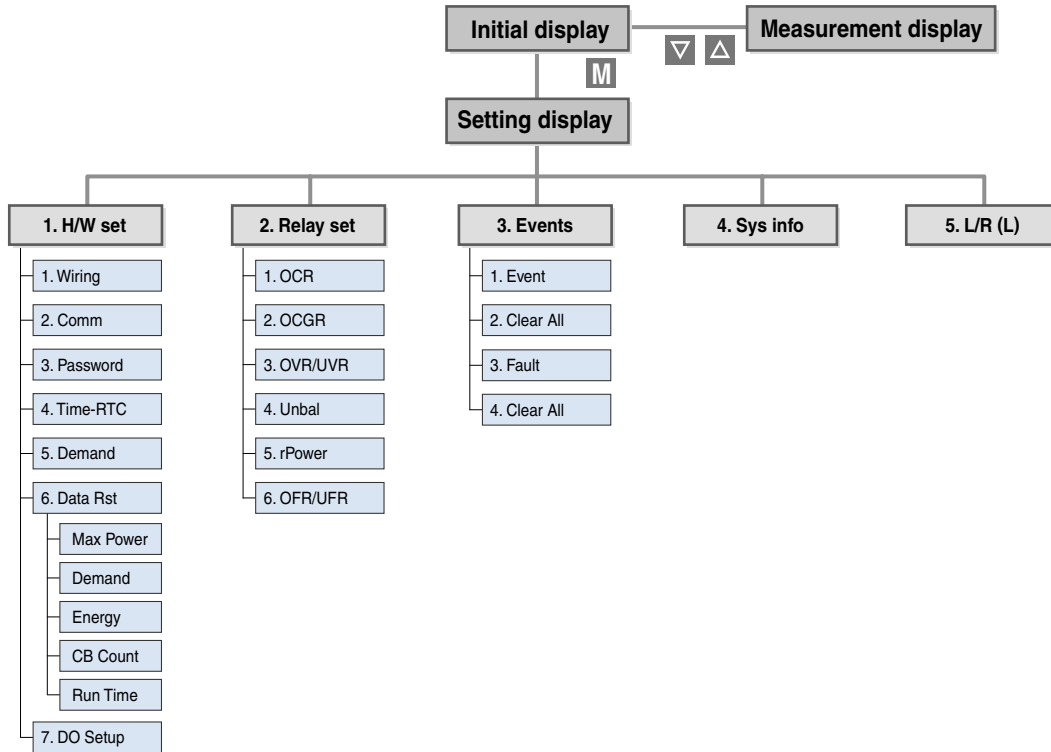 Initial display
Measurement display
▽ △
M
Setting display
1. H/W set
1. Wiring
2. Comm
3. Password
4. Time-RTC
5. Demand
6. Data Rst
Max Power
Demand
Energy
CB Count
Run Time
7. DO Setup
2. Relay set
1. OCR
2. OCGR
3. OVR/UVR
4. Unbal
5. rPower
6. OFR/UFR
3. Events
1. Event
2. Clear All
3. Fault
4. Clear All
4. Sys info
5. L/R (L)